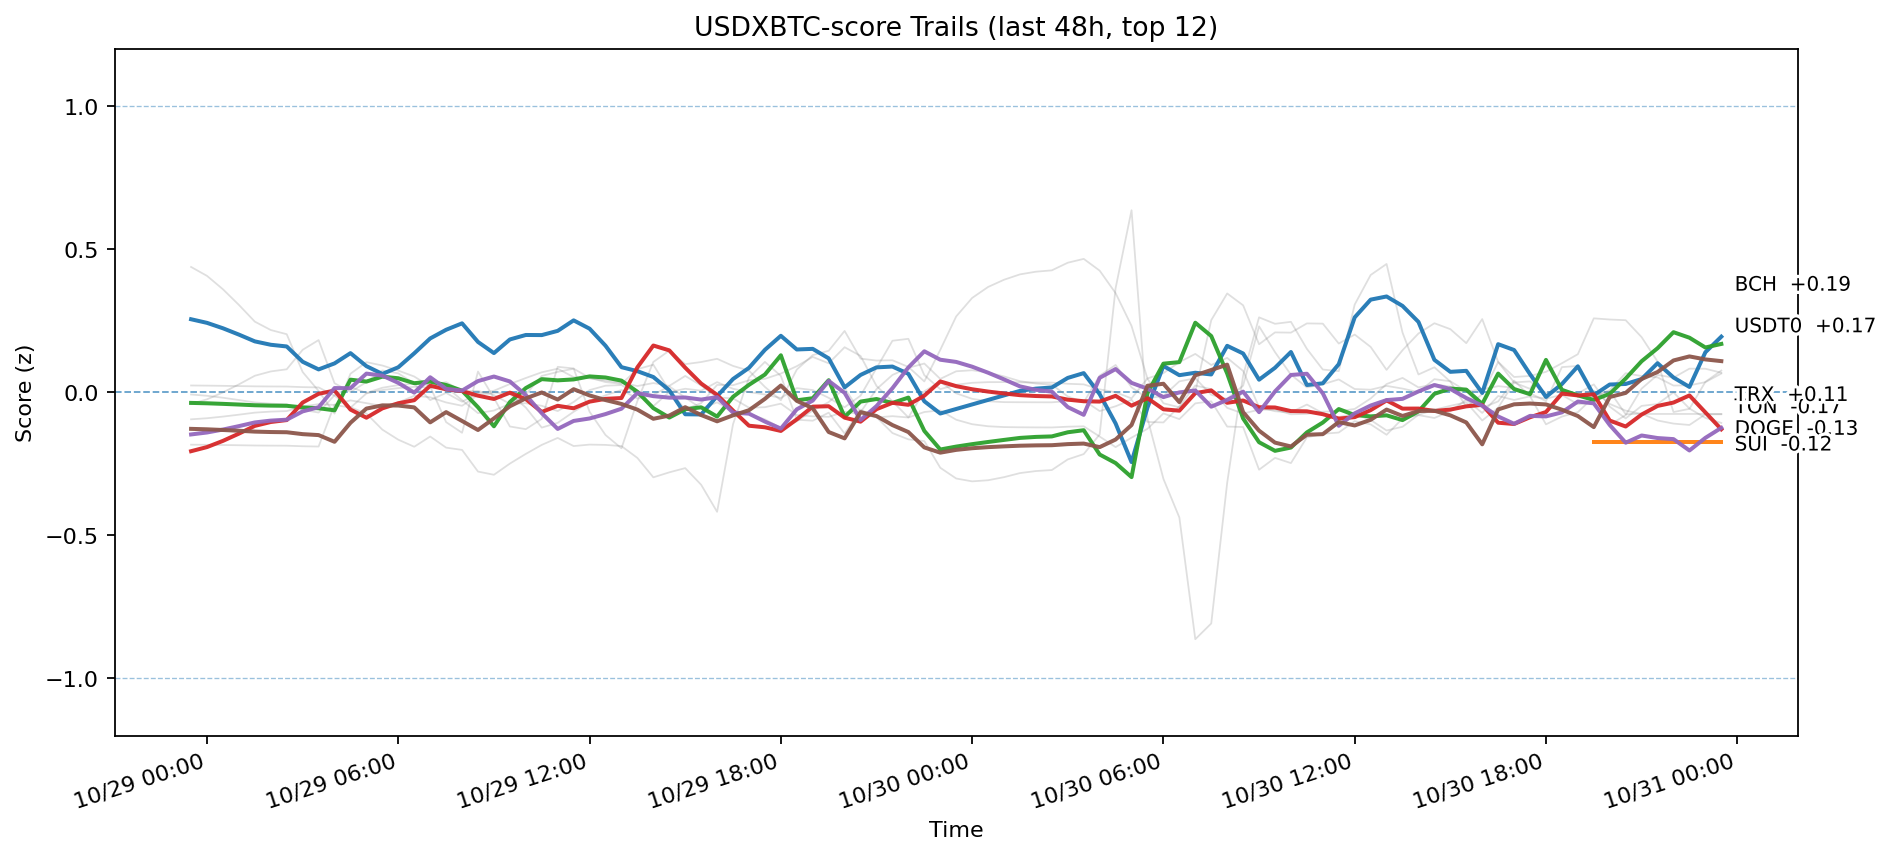 USDXBTC-score Trails (last 48h, top 12)
Score (z)
1.0
0.5
0.0
−0.5
−1.0
BCH +0.19
USDT0 +0.17
TRX +0.11
TON -0.17
DOGE -0.13
SUI -0.12
10/29 00:00
10/29 06:00
10/29 12:00
10/29 18:00
10/30 00:00
10/30 06:00
10/30 12:00
10/30 18:00
10/31 00:00
Time